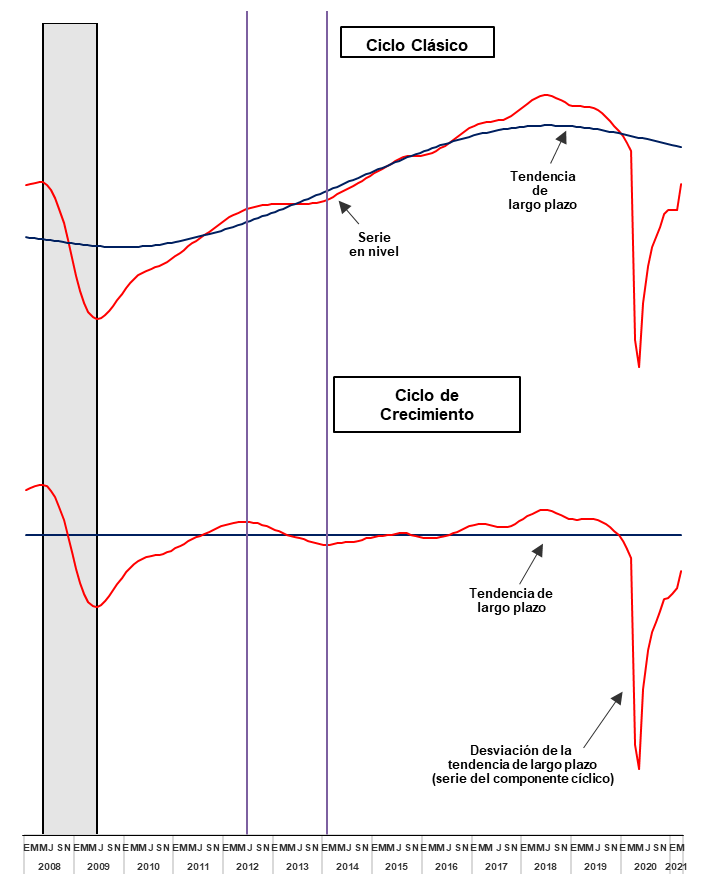 Ciclo Clásico
Tendencia
de
largo plazo
Serie
en nivel
Ciclo de
Crecimiento
Tendencia de
largo plazo
Desviación de la
tendencia de largo plazo
(serie del componente cíclico)
EMMJ SN EMMJ SN EMMJ SN EMMJ SN EMMJ SN EMMJ SN EMMJ SN EMMJ SN EMMJ SN EMMJ SN EMMJ SN EMMJ SN EMMJ SN EM
2008 2009 2010 2011 2012 2013 2014 2015 2016 2017 2018 2019 2020 2021